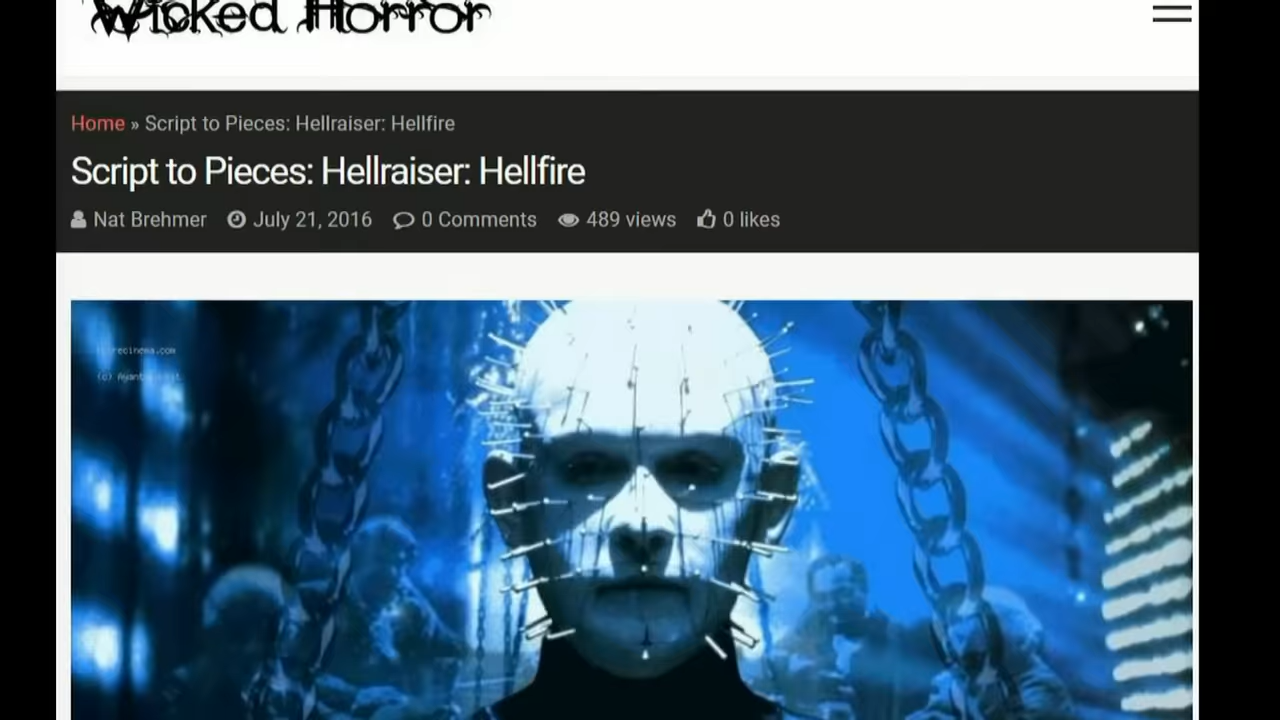 Wicked Horror
Home » Script to Pieces: Hellraiser: Hellfire
Script to Pieces: Hellraiser: Hellfire
Nat Brehmer July 21, 2016 0 Comments 489 views 0 likes